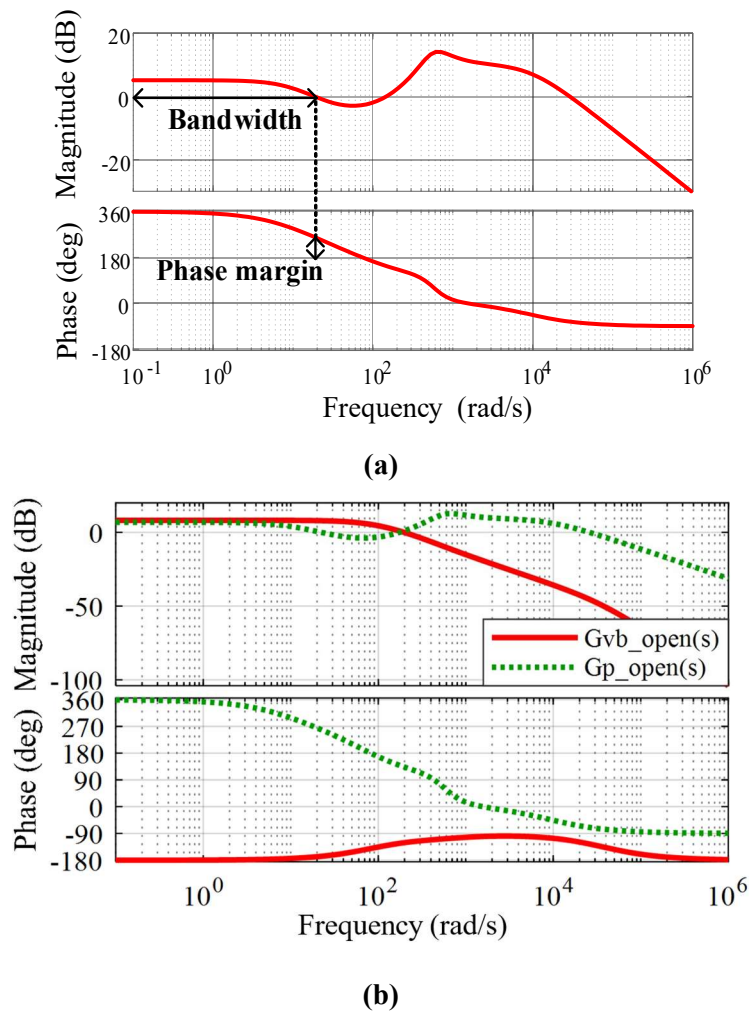 20
0
-20
Magnitude (dB)
Bandwidth
360
180
0
-180
Phase (deg)
Phase margin
10^-1 10^0 10^2 10^4 10^6
Frequency (rad/s)
(a)
0
-50
-100
Magnitude (dB)
Gvb_open(s)
Gp_open(s)
360
270
180
90
0
-90
-180
Phase (deg)
10^0 10^2 10^4 10^6
Frequency (rad/s)
(b)